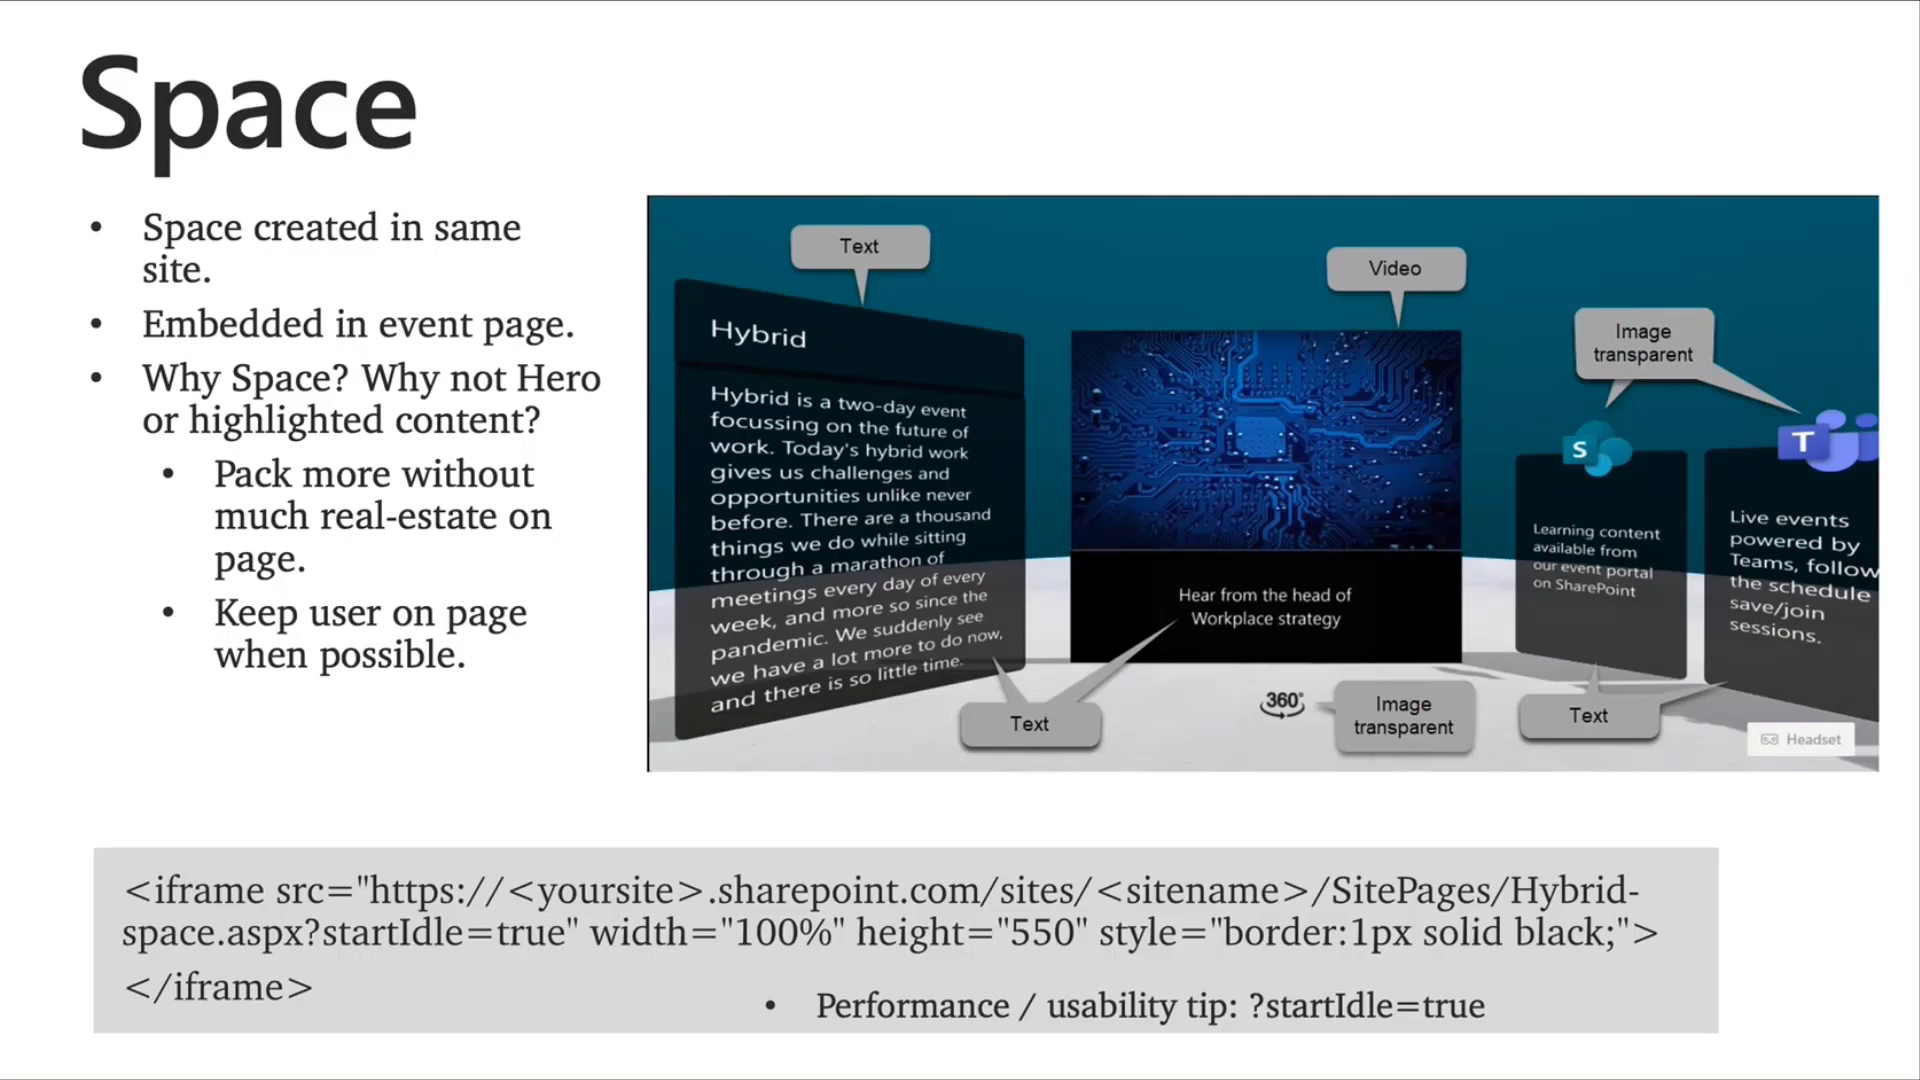 Space
• Space created in same
site.
• Embedded in event page.
• Why Space? Why not Hero
or highlighted content?
• Pack more without
much real-estate on
page.
• Keep user on page
when possible.
Text
Hybrid
Hybrid is a two-day event
focussing on the future of
work. Today's hybrid work
gives us challenges and
opportunities unlike never
before. There are a thousand
things we do while sitting
through a marathon of
meetings every day of every
week, and more so since the
pandemic. We suddenly see
we have a lot more to do now,
and there is so little time.
Text
Video
Hear from the head of
Workplace strategy
360°
Image
transparent
Image
transparent
S
Learning content
available from
our event portal
on SharePoint
T
Live events
powered by
Teams, follow
the schedule
save/join
sessions.
Text
Headset
<iframe src="https://<yoursite>.sharepoint.com/sites/<sitename>/SitePages/Hybrid-
space.aspx?startIdle=true" width="100%" height="550" style="border:1px solid black;">
</iframe>
• Performance / usability tip: ?startIdle=true